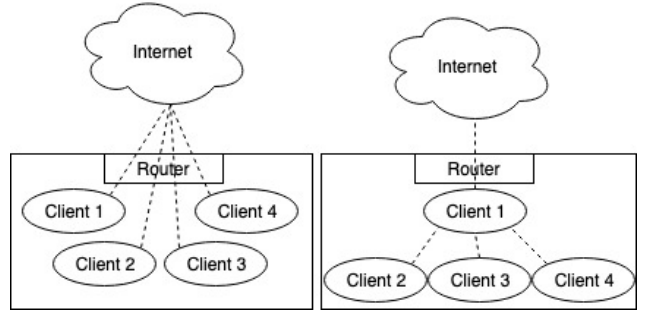 Internet
Router
Client 1
Client 4
Client 2
Client 3
Internet
Router
Client 1
Client 2
Client 3
Client 4